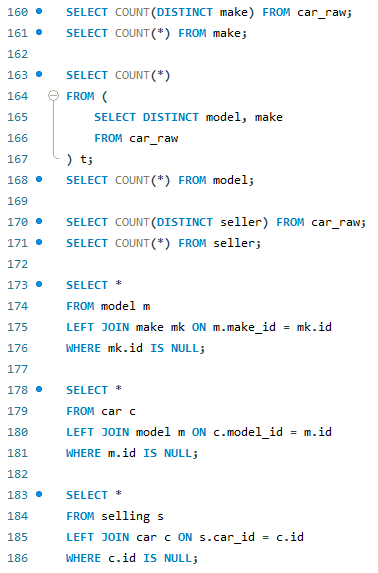 160 SELECT COUNT(DISTINCT make) FROM car_raw;
161 SELECT COUNT(*) FROM make;
162
163 SELECT COUNT(*)
164 FROM (
165 SELECT DISTINCT model, make
166 FROM car_raw
167 ) t;
168 SELECT COUNT(*) FROM model;
169
170 SELECT COUNT(DISTINCT seller) FROM car_raw;
171 SELECT COUNT(*) FROM seller;
172
173 SELECT *
174 FROM model m
175 LEFT JOIN make mk ON m.make_id = mk.id
176 WHERE mk.id IS NULL;
177
178 SELECT *
179 FROM car c
180 LEFT JOIN model m ON c.model_id = m.id
181 WHERE m.id IS NULL;
182
183 SELECT *
184 FROM selling s
185 LEFT JOIN car c ON s.car_id = c.id
186 WHERE c.id IS NULL;